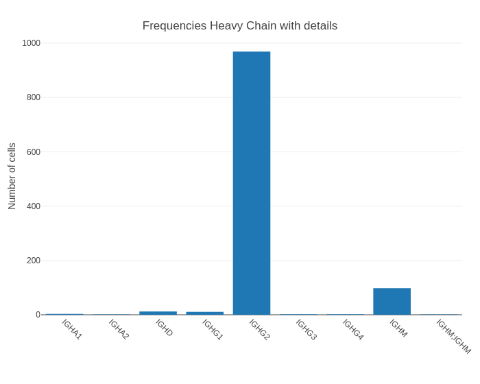 Frequencies Heavy Chain with details
1000
800
600
400
200
0
Number of cells
IGHA1
IGHA2
IGHD
IGHG1
IGHG2
IGHG3
IGHG4
IGHM
IGHM;IGHM